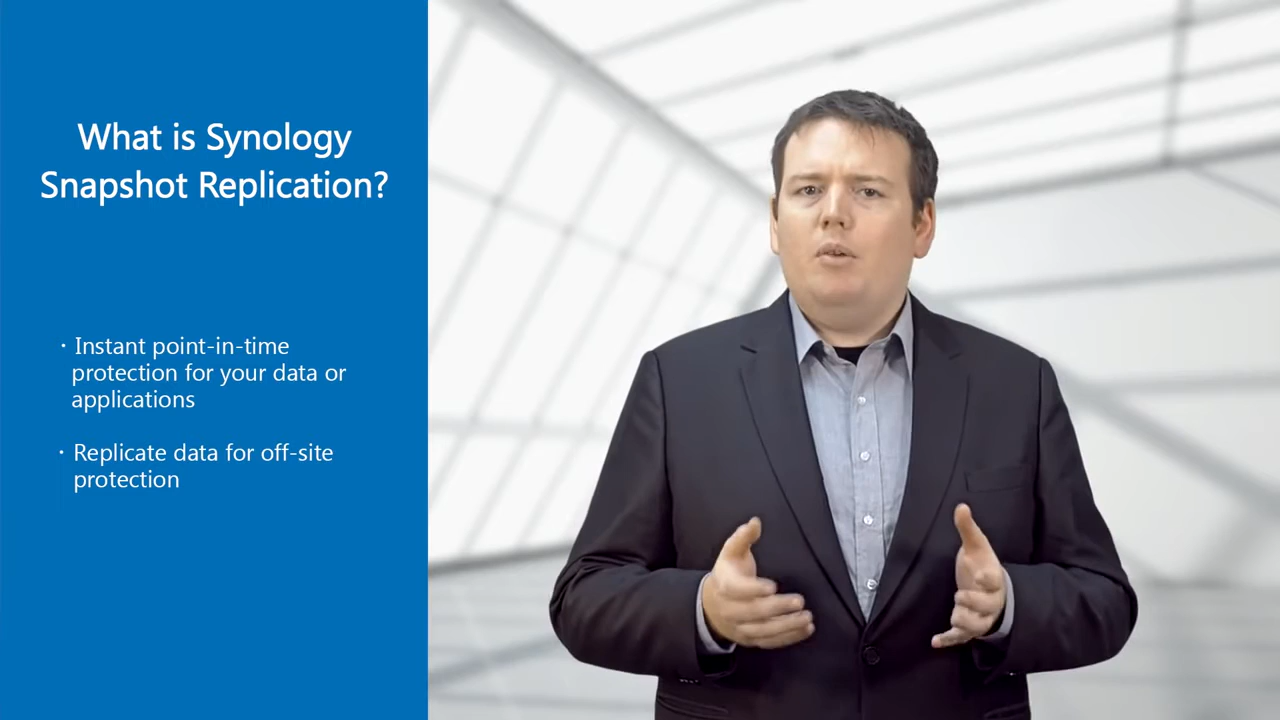 What is Synology
Snapshot Replication?
· Instant point-in-time
protection for your data or
applications
· Replicate data for off-site
protection